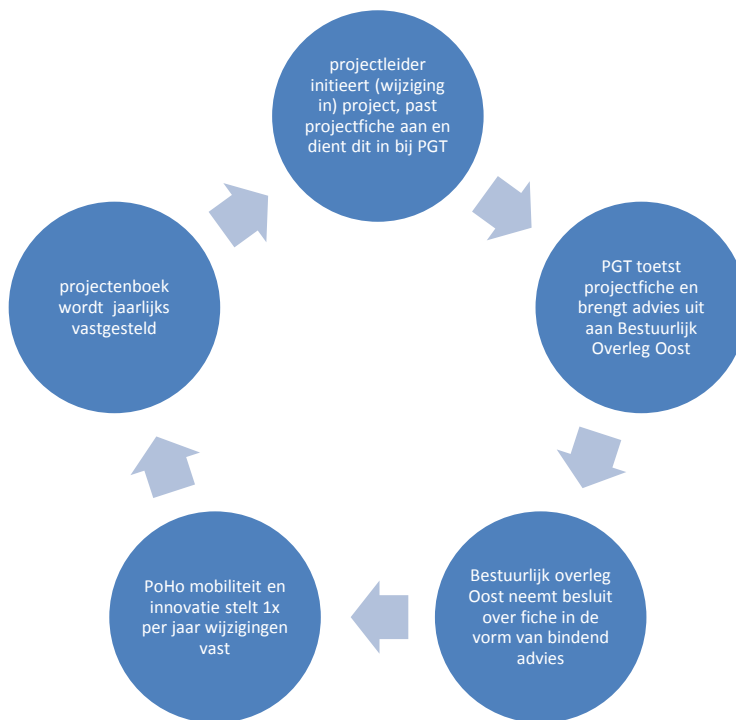 projectleider
initieert (wijziging
in) project, past
projectfiche aan en
dient dit in bij PGT
PGT toetst
projectfiche en
brengt advies uit
aan Bestuurlijk
Overleg Oost
Bestuurlijk overleg
Oost neemt besluit
over fiche in de
vorm van bindend
advies
PoHo mobiliteit en
innovatie stelt 1x
per jaar wijzigingen
vast
projectenboek
wordt jaarlijks
vastgesteld